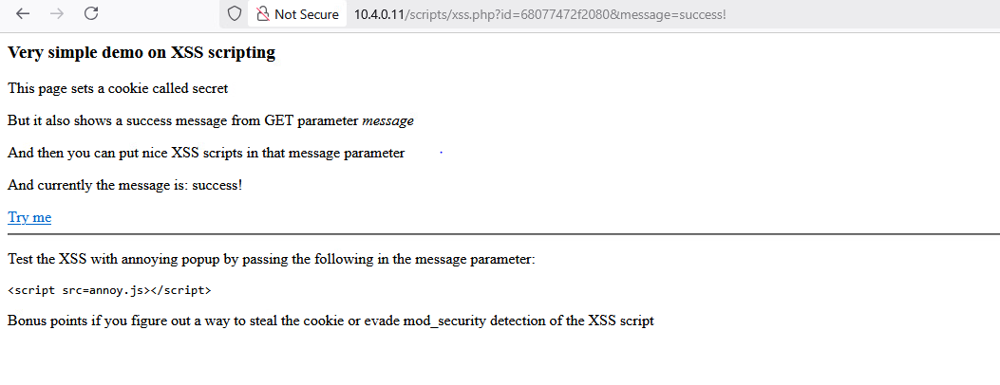 Not Secure 10.4.0.11/scripts/xss.php?id=68077472f2080&message=success!
Very simple demo on XSS scripting
This page sets a cookie called secret
But it also shows a success message from GET parameter message
And then you can put nice XSS scripts in that message parameter
And currently the message is: success!
Try me
Test the XSS with annoying popup by passing the following in the message parameter:
<script src=annoy.js></script>
Bonus points if you figure out a way to steal the cookie or evade mod_security detection of the XSS script